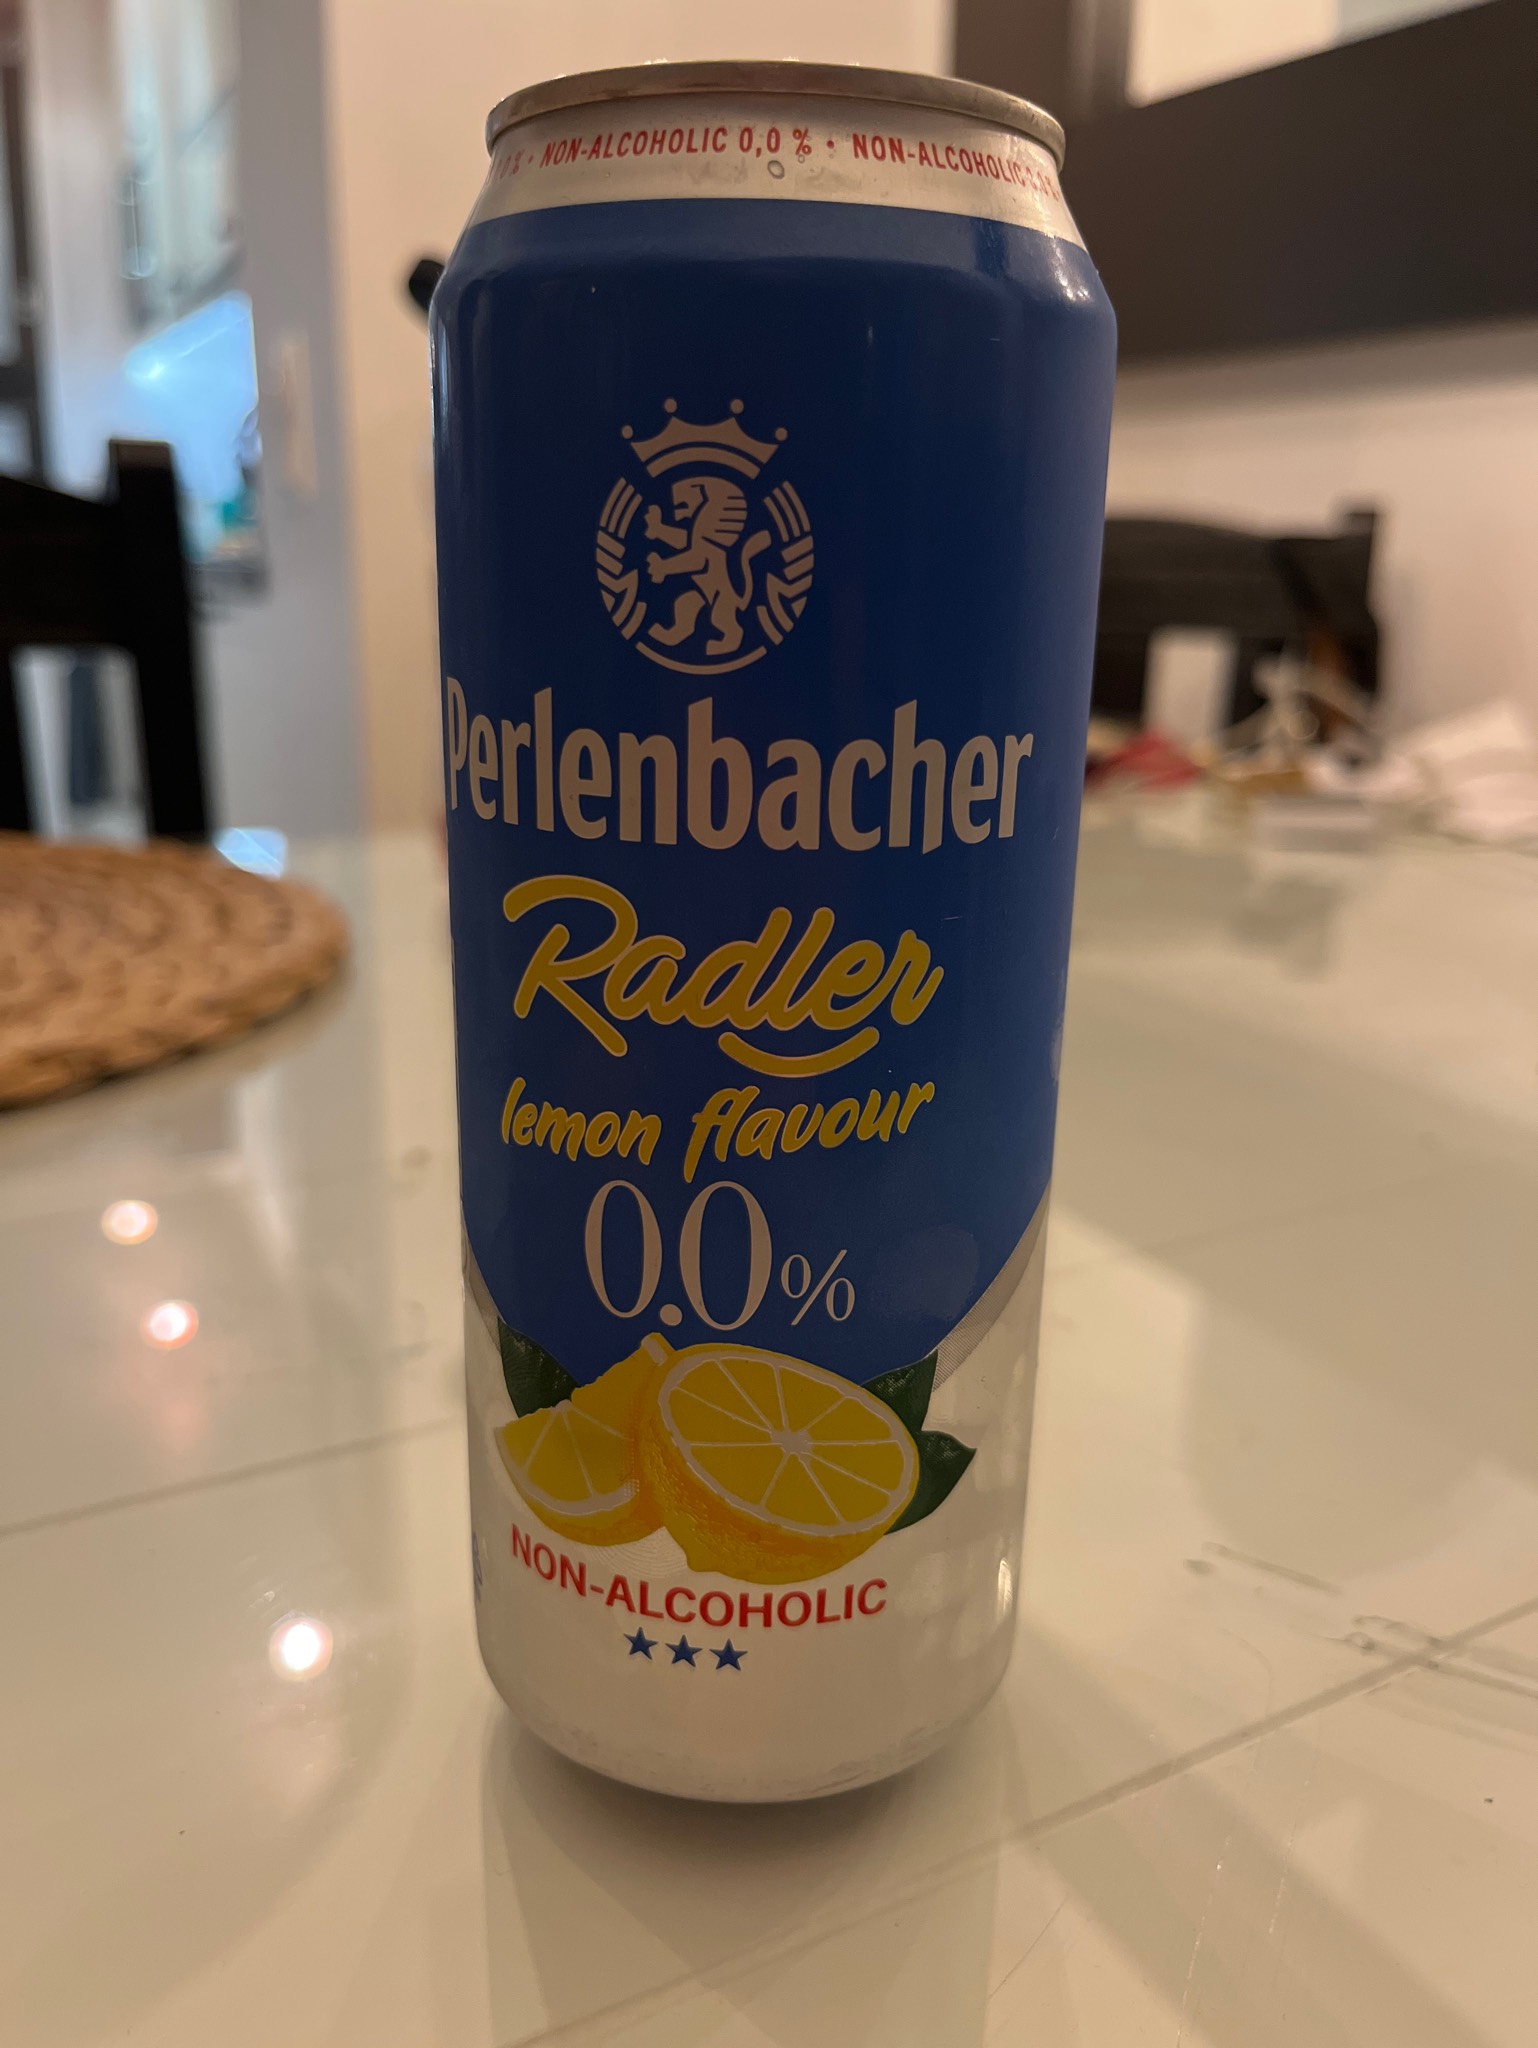 NON-ALCOHOLIC 0,0 % • NON-ALCOHOLIC
Perlenbacher
Radler
lemon flavour
0.0%
NON-ALCOHOLIC